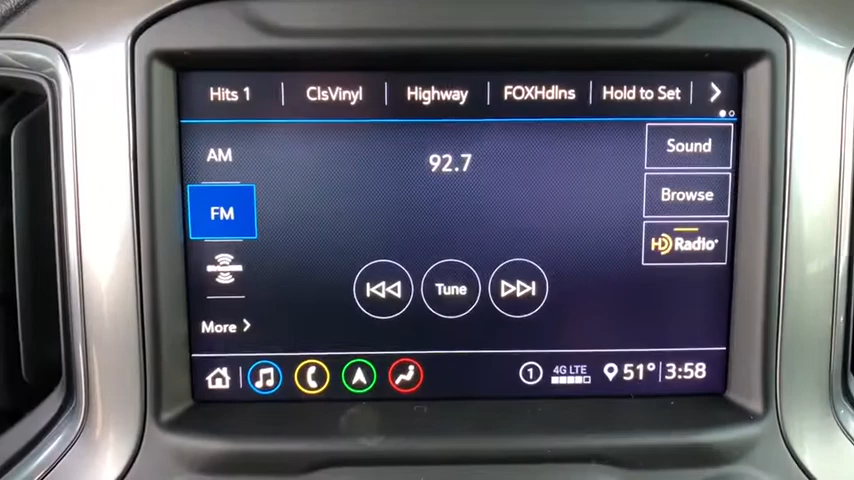 Hits 1 ClsVinyl Highway FOXHdlns Hold to Set
AM
92.7
Sound
FM
Browse
HD Radio
Tune
More
1 4G LTE 51° 3:58